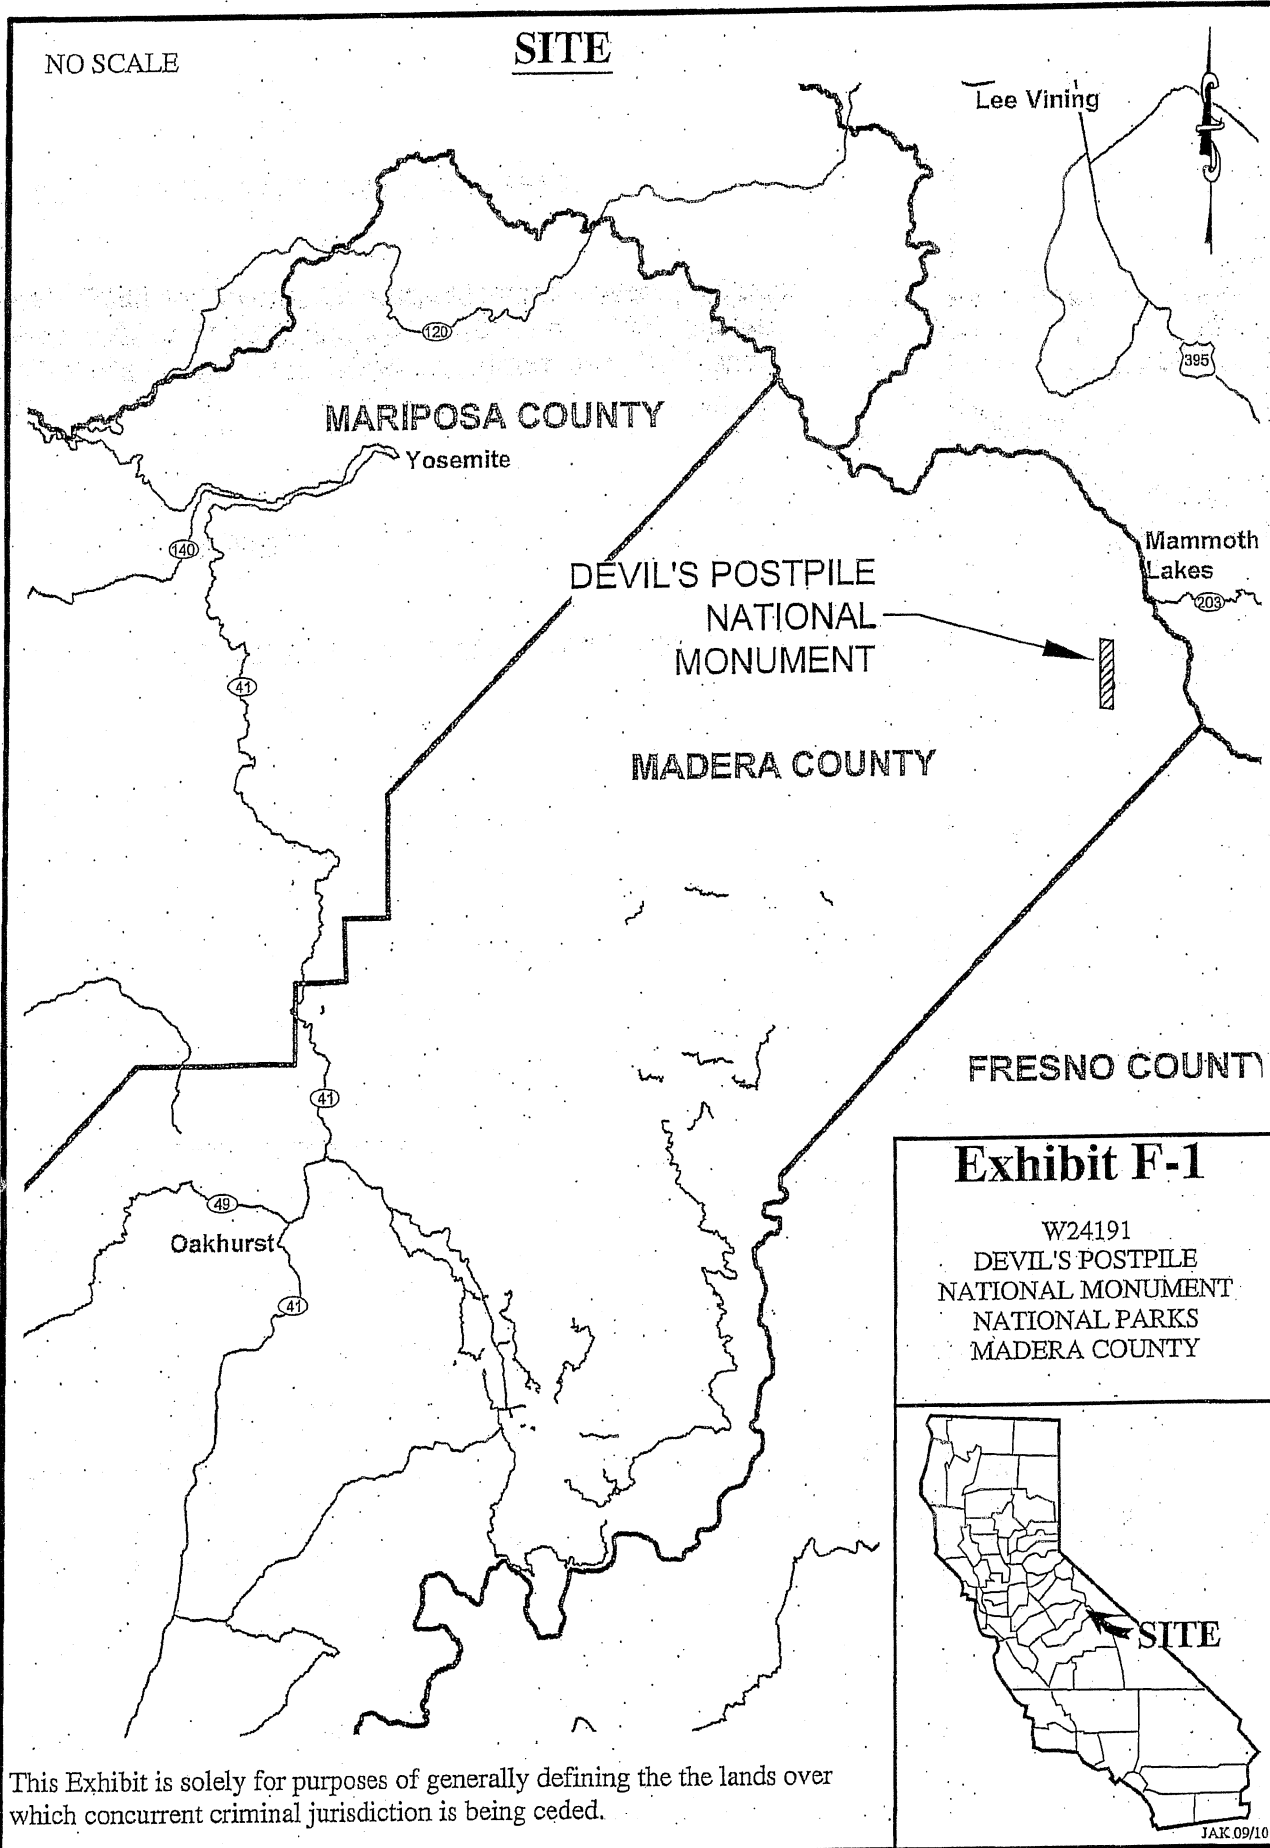 NO SCALE
SITE
Lee Vining
120
395
MARIPOSA COUNTY
Yosemite
140
DEVIL'S POSTPILE
NATIONAL
MONUMENT
Mammoth
Lakes
203
41
MADERA COUNTY
FRESNO COUNTY
41
49
Oakhurst
41
Exhibit F-1
W24191
DEVIL'S POSTPILE
NATIONAL MONUMENT
NATIONAL PARKS
MADERA COUNTY
SITE
This Exhibit is solely for purposes of generally defining the the lands over
which concurrent criminal jurisdiction is being ceded.
JAK 09/10